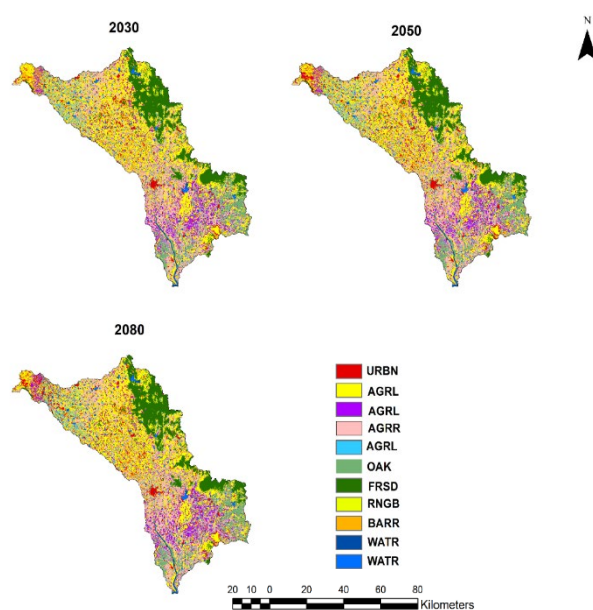 2030
2050
N
2080
URBN
AGRL
AGRL
AGRR
AGRL
OAK
FRSD
RNGB
BARR
WATR
WATR
20 10 0 20 40 60 80
Kilometers